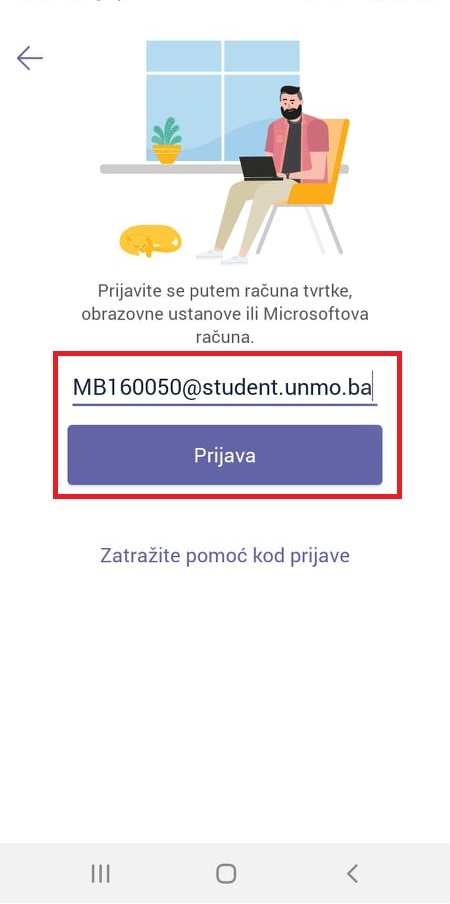 Prijavite se putem računa tvrtke,
obrazovne ustanove ili Microsoftova
računa.
MB160050@student.unmo.ba
Prijava
Zatražite pomoć kod prijave